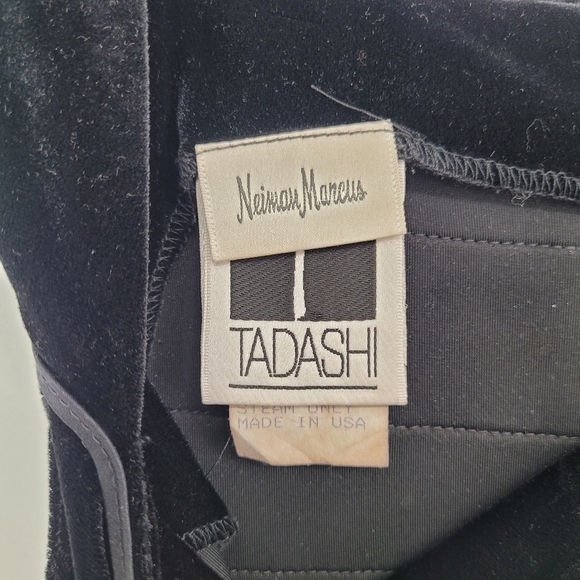 Neiman Marcus
TADASHI
STEAM ONLY
MADE IN USA